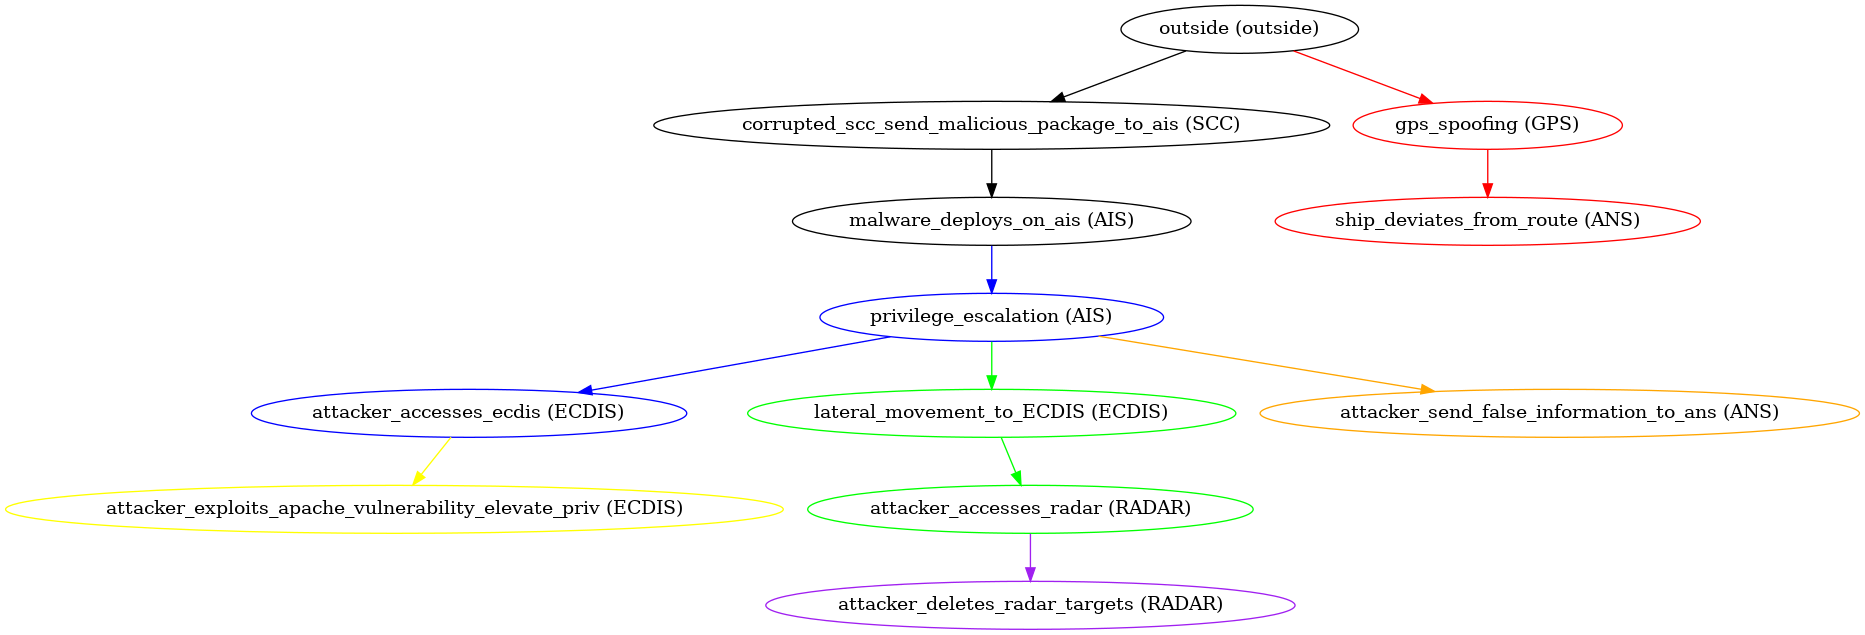 outside (outside)
corrupted_scc_send_malicious_package_to_ais (SCC)
gps_spoofing (GPS)
malware_deploys_on_ais (AIS)
ship_deviates_from_route (ANS)
privilege_escalation (AIS)
attacker_accesses_ecdis (ECDIS)
lateral_movement_to_ECDIS (ECDIS)
attacker_send_false_information_to_ans (ANS)
attacker_exploits_apache_vulnerability_elevate_priv (ECDIS)
attacker_accesses_radar (RADAR)
attacker_deletes_radar_targets (RADAR)